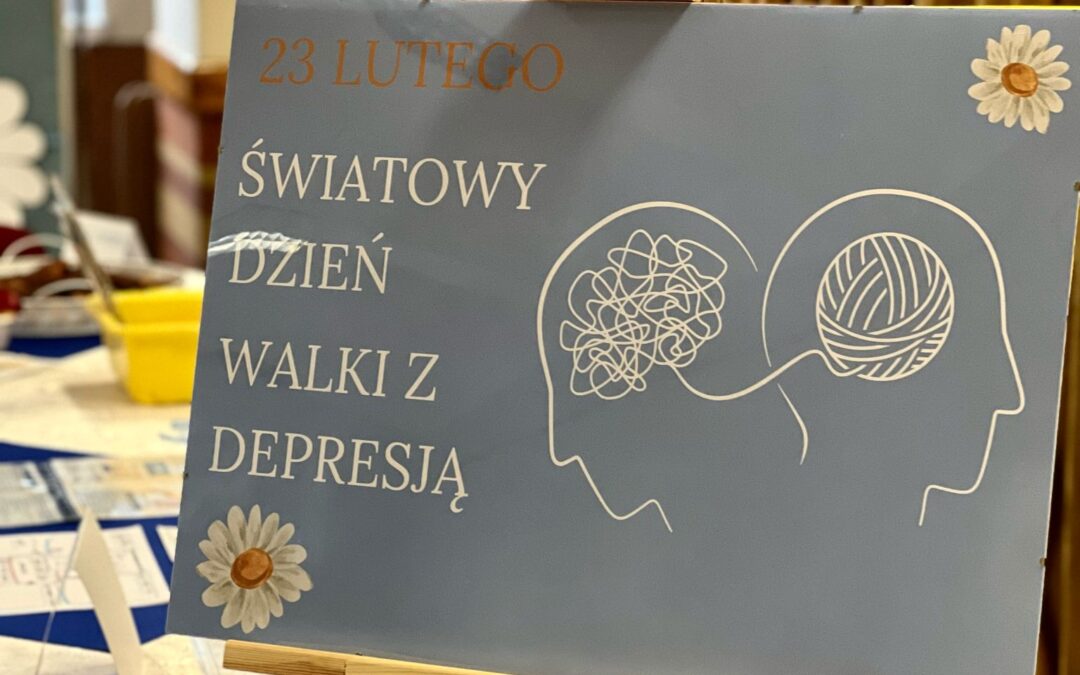 23 LUTEGO
ŚWIATOWY
DZIEŃ
WALKI Z
DEPRESJĄ